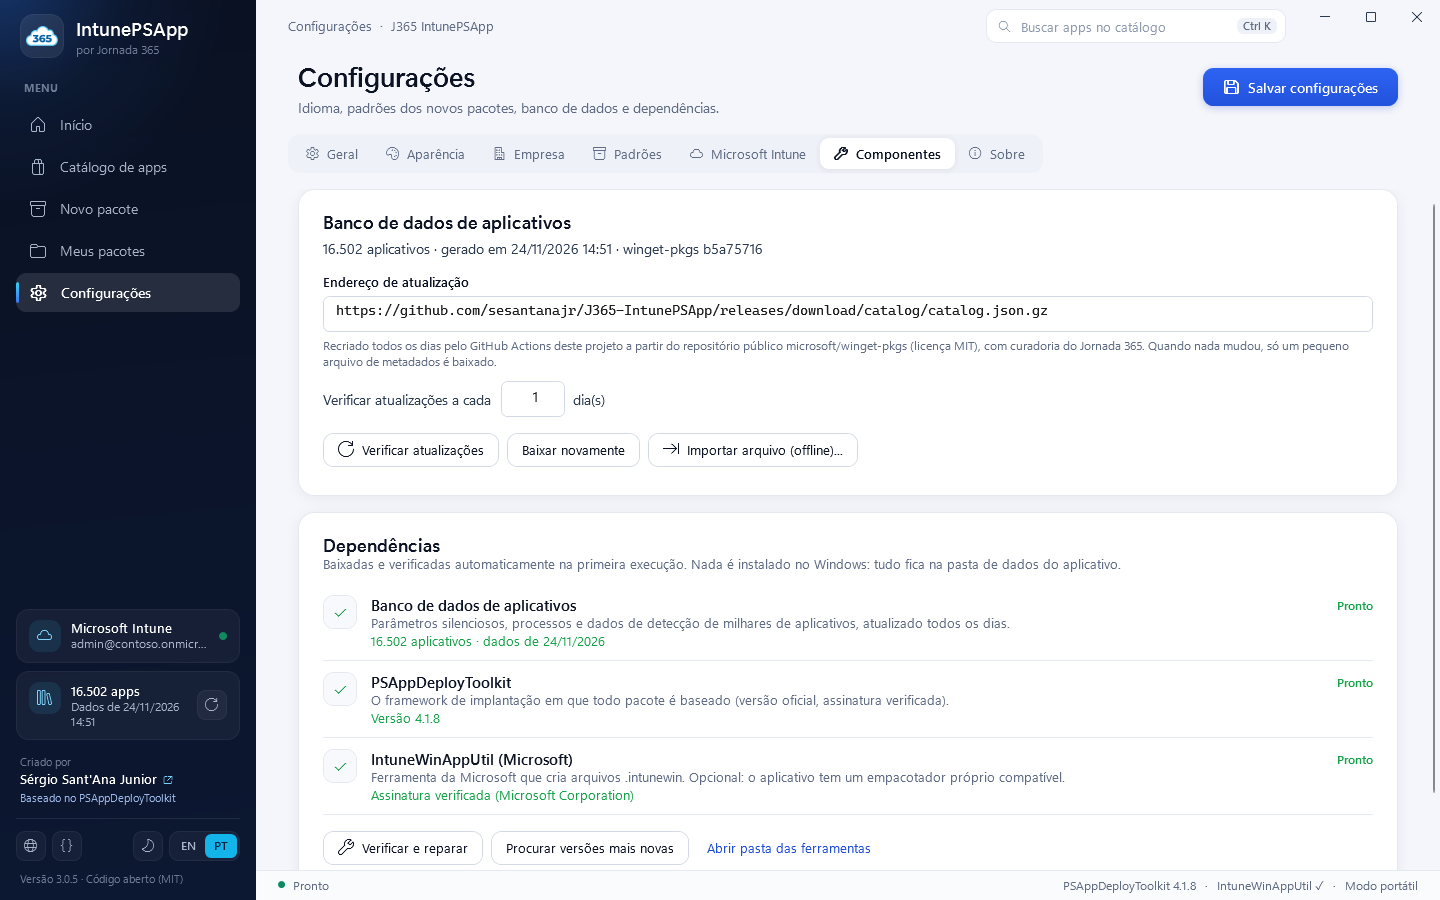 365
IntunePSApp
por Jornada 365
MENU
Início
Catálogo de apps
Novo pacote
Meus pacotes
Configurações
Microsoft Intune
admin@contoso.onmicr...
16.502 apps
Dados de 24/11/2026
14:51
Criado por
Sérgio Sant'Ana Junior
Baseado no PSAppDeployToolkit
{}
EN PT
Versão 3.0.5 · Código aberto (MIT)
Configurações · J365 IntunePSApp
Buscar apps no catálogo Ctrl K
Configurações
Idioma, padrões dos novos pacotes, banco de dados e dependências.
Salvar configurações
Geral Aparência Empresa Padrões Microsoft Intune Componentes Sobre
Banco de dados de aplicativos
16.502 aplicativos · gerado em 24/11/2026 14:51 · winget-pkgs b5a75716
Endereço de atualização
https://github.com/sesantanajr/J365-IntunePSApp/releases/download/catalog/catalog.json.gz
Recriado todos os dias pelo GitHub Actions deste projeto a partir do repositório público microsoft/winget-pkgs (licença MIT), com curadoria do Jornada 365. Quando nada mudou, só um pequeno
arquivo de metadados é baixado.
Verificar atualizações a cada 1 dia(s)
Verificar atualizações Baixar novamente Importar arquivo (offline)...
Dependências
Baixadas e verificadas automaticamente na primeira execução. Nada é instalado no Windows: tudo fica na pasta de dados do aplicativo.
Banco de dados de aplicativos Pronto
Parâmetros silenciosos, processos e dados de detecção de milhares de aplicativos, atualizado todos os dias.
16.502 aplicativos · dados de 24/11/2026
PSAppDeployToolkit Pronto
O framework de implantação em que todo pacote é baseado (versão oficial, assinatura verificada).
Versão 4.1.8
IntuneWinAppUtil (Microsoft) Pronto
Ferramenta da Microsoft que cria arquivos .intunewin. Opcional: o aplicativo tem um empacotador próprio compatível.
Assinatura verificada (Microsoft Corporation)
Verificar e reparar Procurar versões mais novas Abrir pasta das ferramentas
Pronto
PSAppDeployToolkit 4.1.8 · IntuneWinAppUtil ✓ · Modo portátil